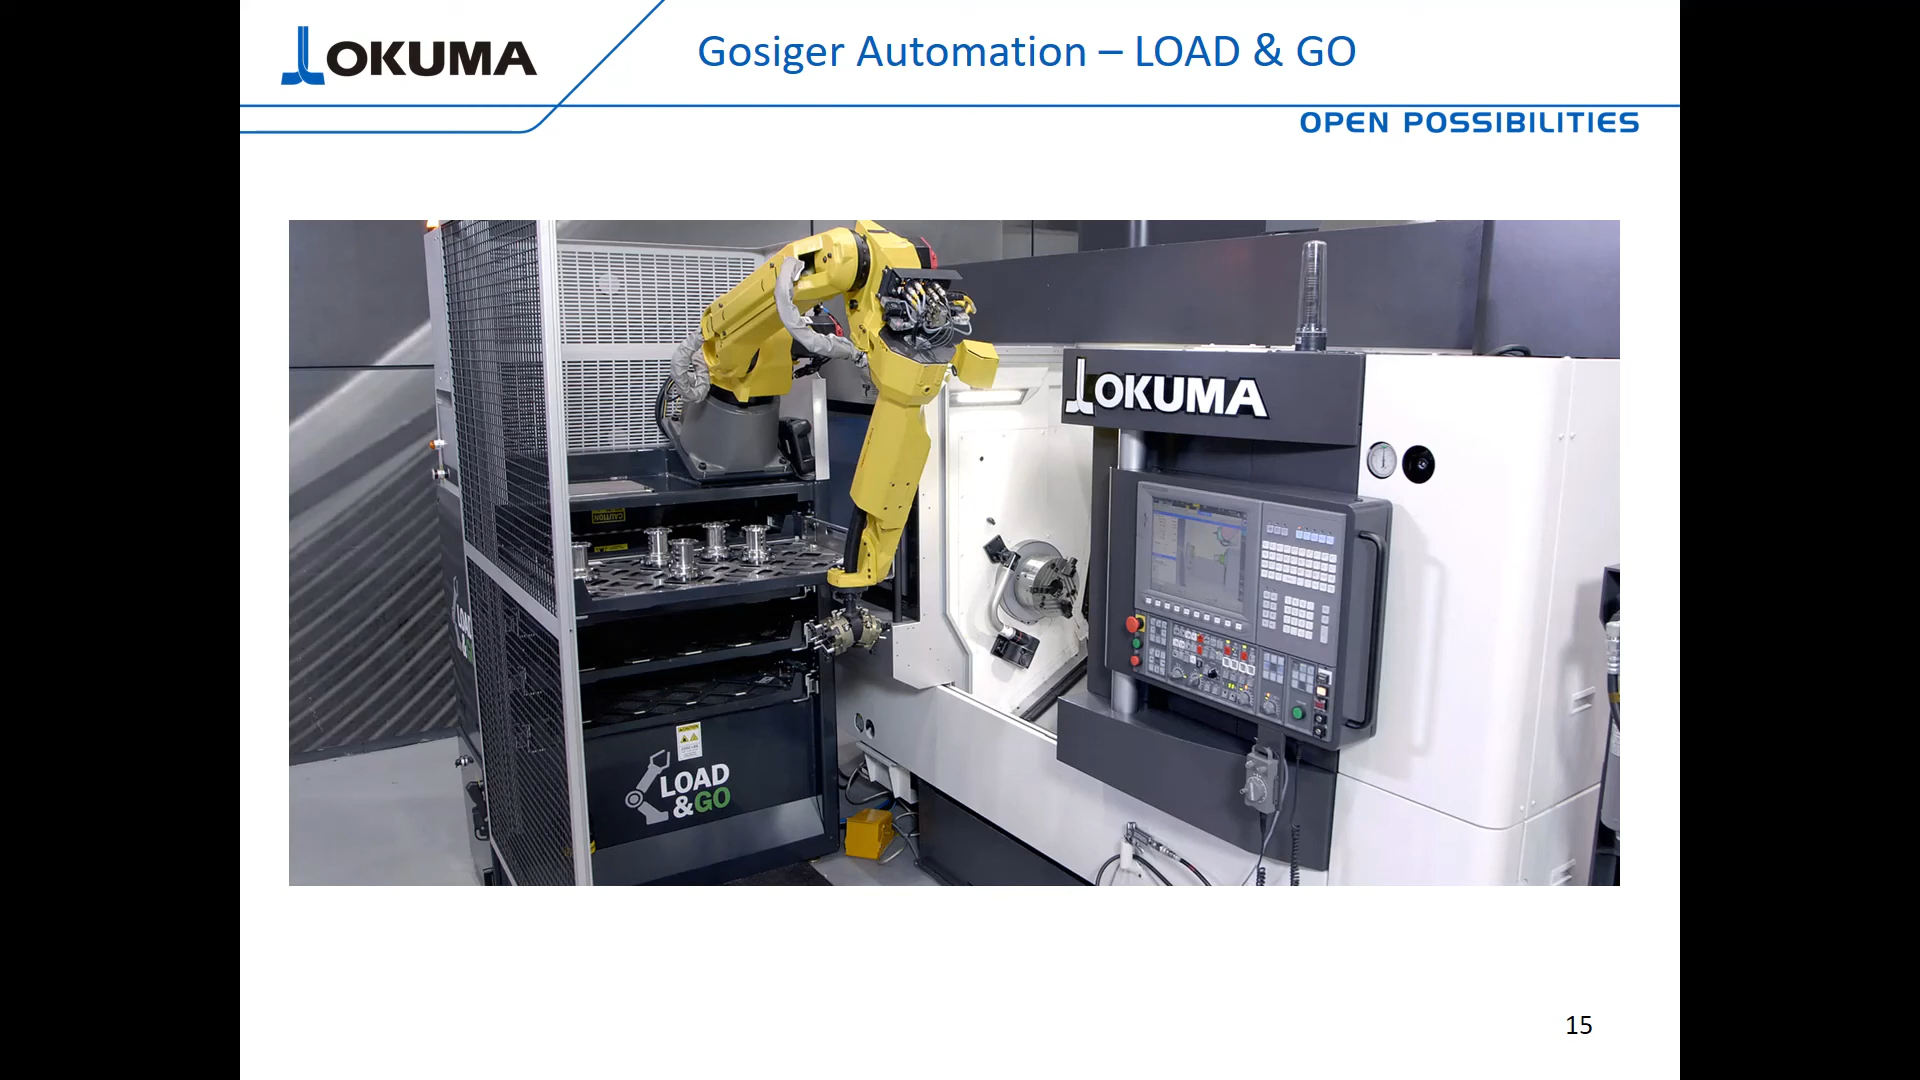 OKUMA
Gosiger Automation – LOAD & GO
OPEN POSSIBILITIES
OKUMA
CAUTION
LOAD
&GO
15